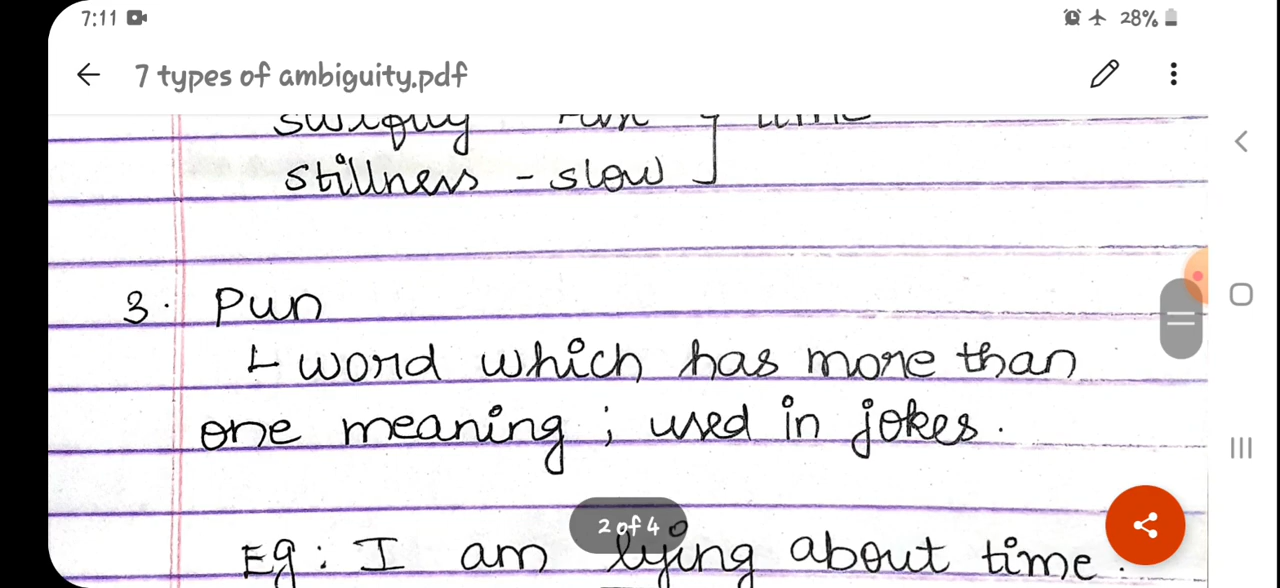 7:11
28%
7 types of ambiguity.pdf
stillness - slow
3. Pun
word which has more than
one meaning ; used in jokes.
2 of 4
Eg : I am lying about time.